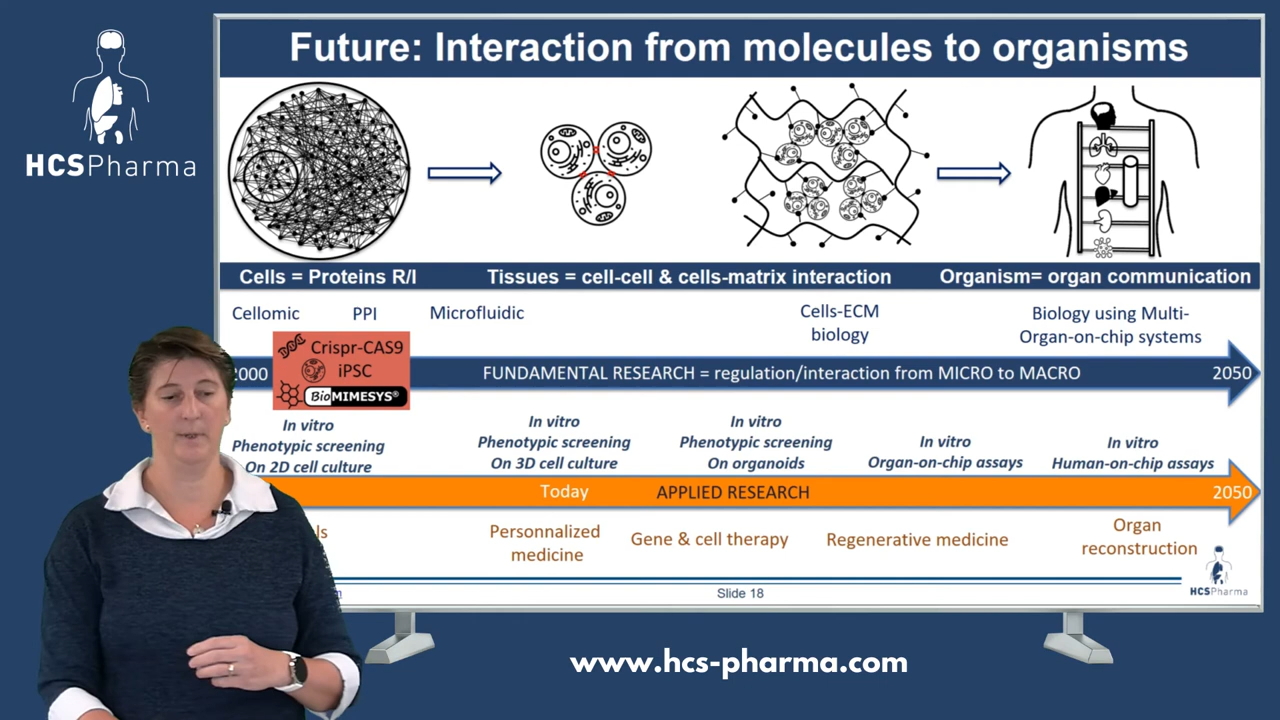 Future: Interaction from molecules to organisms
HCSPharma
Cells = Proteins R/I
Tissues = cell-cell & cells-matrix interaction
Organism= organ communication
Cellomic
PPI
Microfluidic
Cells-ECM
biology
Biology using Multi-
Organ-on-chip systems
Crispr-CAS9
iPSC
BioMIMESYS®
FUNDAMENTAL RESEARCH = regulation/interaction from MICRO to MACRO
2050
In vitro
Phenotypic screening
On 2D cell culture
In vitro
Phenotypic screening
On 3D cell culture
In vitro
Phenotypic screening
On organoids
In vitro
Organ-on-chip assays
In vitro
Human-on-chip assays
Today
APPLIED RESEARCH
2050
Personnalized
medicine
Gene & cell therapy
Regenerative medicine
Organ
reconstruction
Slide 18
HCSPharma
www.hcs-pharma.com